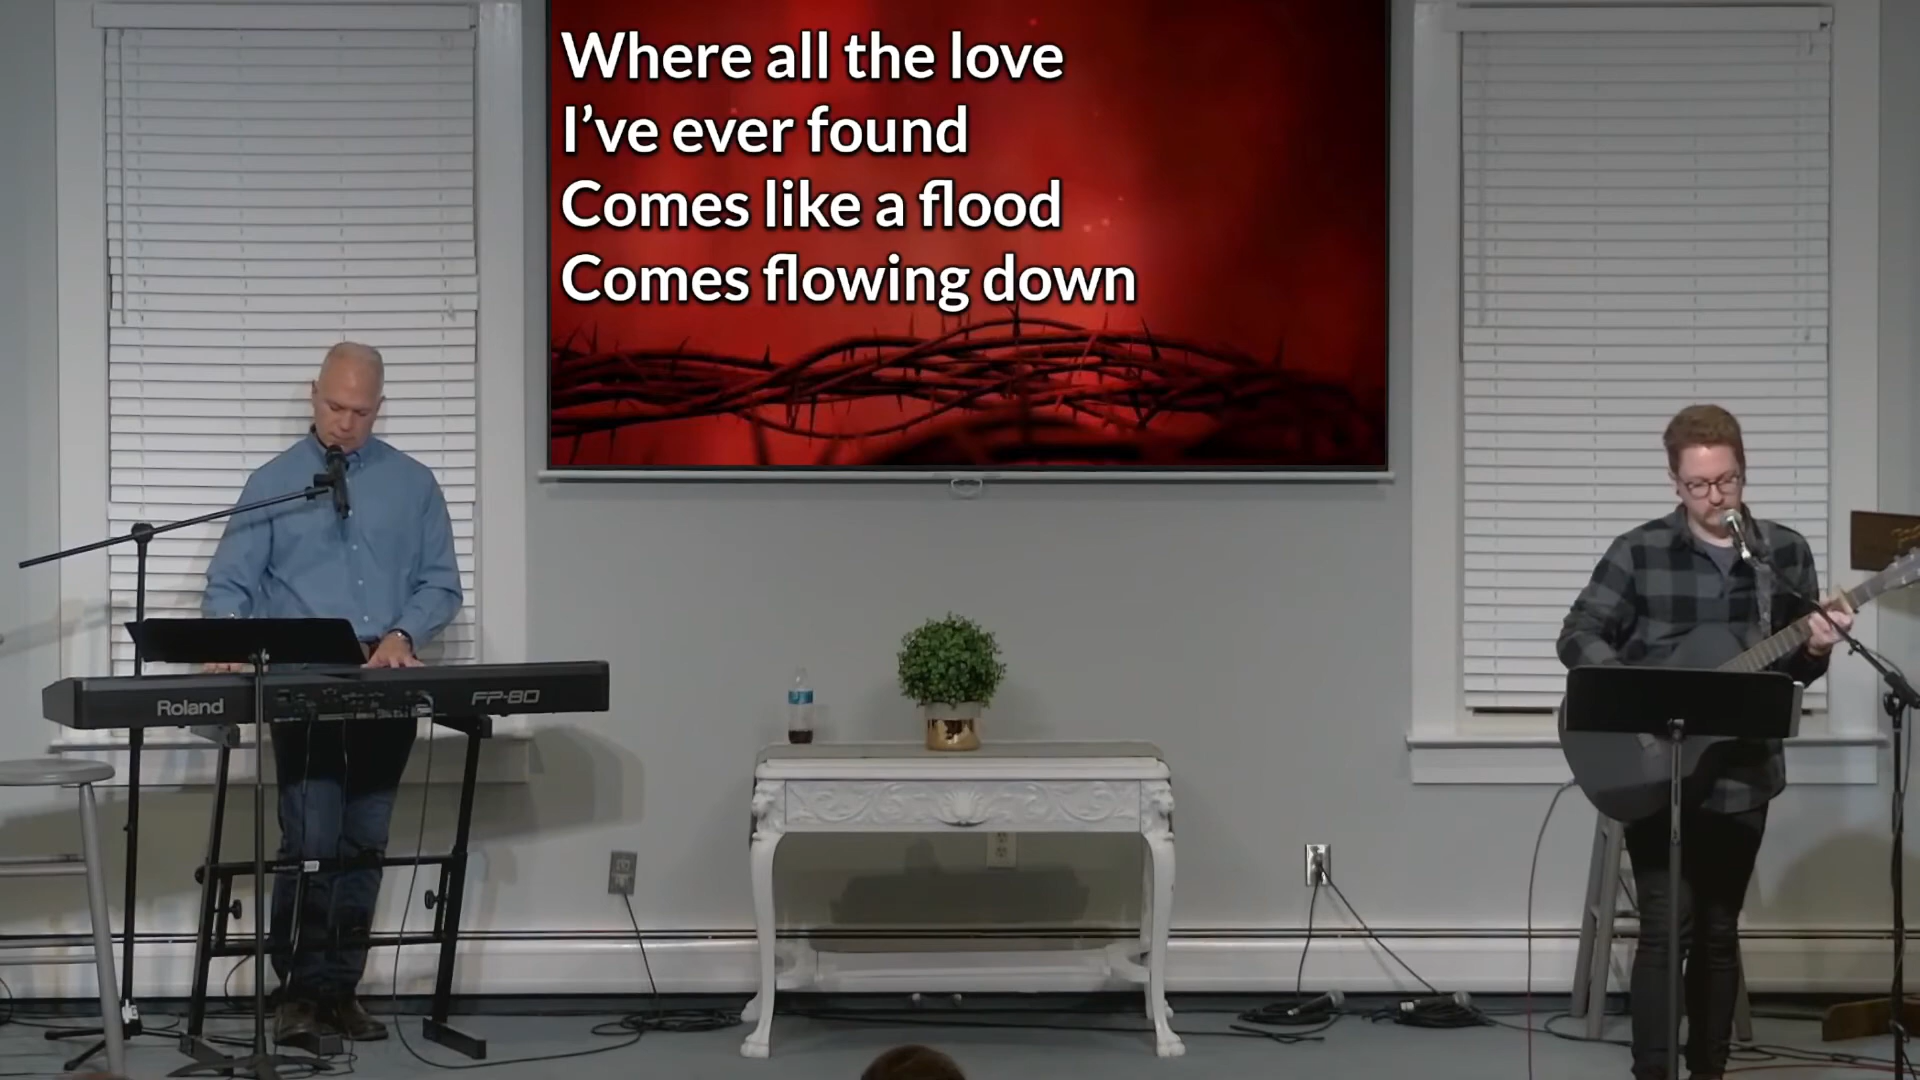 Where all the love
I’ve ever found
Comes like a flood
Comes flowing down
Roland
FP-80